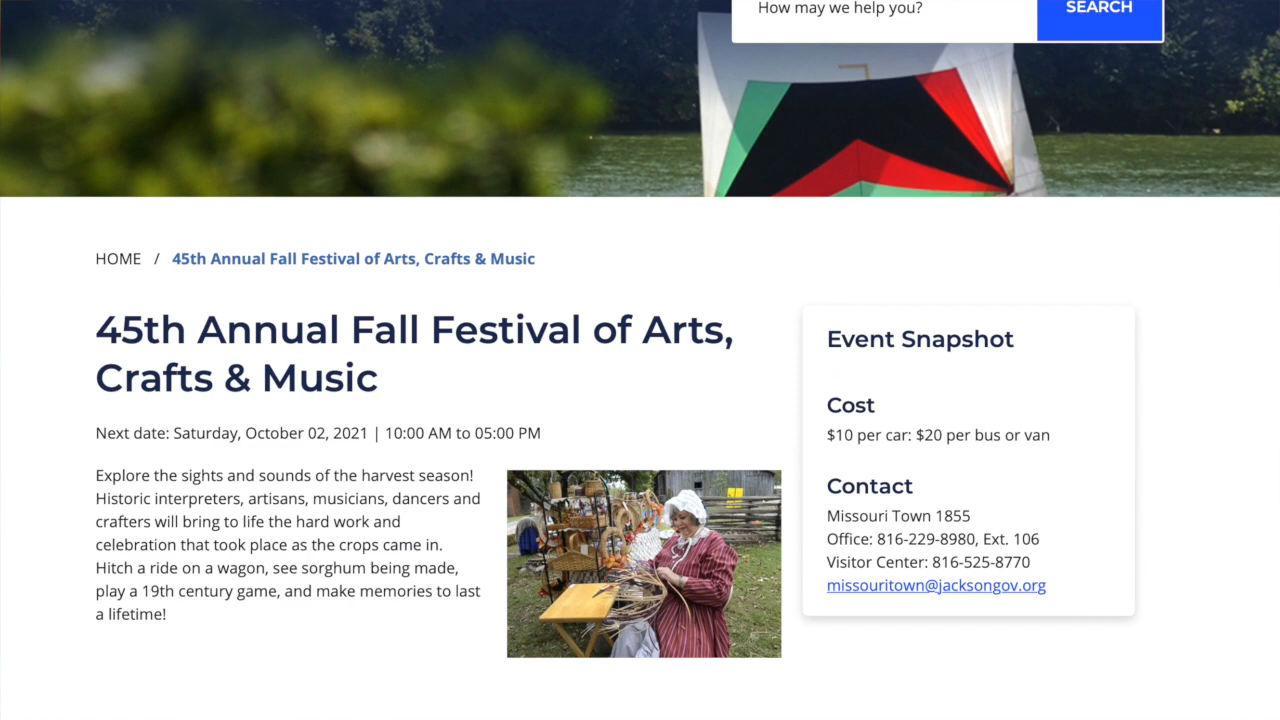 How may we help you?
SEARCH
HOME / 45th Annual Fall Festival of Arts, Crafts & Music
45th Annual Fall Festival of Arts,
Crafts & Music
Next date: Saturday, October 02, 2021 | 10:00 AM to 05:00 PM
Explore the sights and sounds of the harvest season!
Historic interpreters, artisans, musicians, dancers and
crafters will bring to life the hard work and
celebration that took place as the crops came in.
Hitch a ride on a wagon, see sorghum being made,
play a 19th century game, and make memories to last
a lifetime!
Event Snapshot
Cost
$10 per car: $20 per bus or van
Contact
Missouri Town 1855
Office: 816-229-8980, Ext. 106
Visitor Center: 816-525-8770
missouritown@jacksongov.org